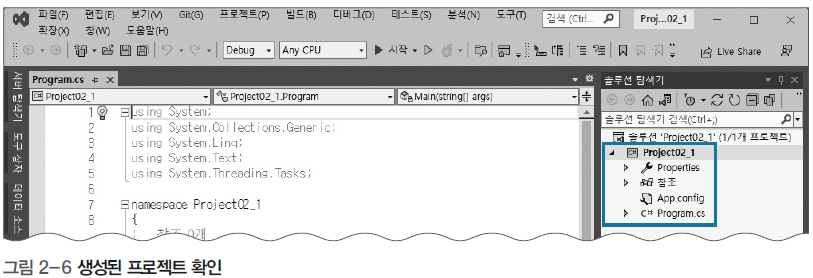 파일(F) 편집(E) 보기(V) Git(G) 프로젝트(P) 빌드(B) 디버그(D) 테스트(S) 분석(N) 도구(T) 검색 (Ctrl... Proj...02_1
확장(X) 창(W) 도움말(H)
Debug Any CPU 시작 Live Share
서버 탐색기 도구 상자 데이터 소스
Program.cs
Project02_1 Project02_1.Program Main(string[] args)
1 using System;
2 using System.Collections.Generic;
3 using System.Linq;
4 using System.Text;
5 using System.Threading.Tasks;
6
7 namespace Project02_1
8 {
참조 0개
솔루션 탐색기
솔루션 탐색기 검색(Ctrl+;)
솔루션 'Project02_1' (1/1개 프로젝트)
C# Project02_1
Properties
참조
App.config
C# Program.cs
그림 2-6 생성된 프로젝트 확인